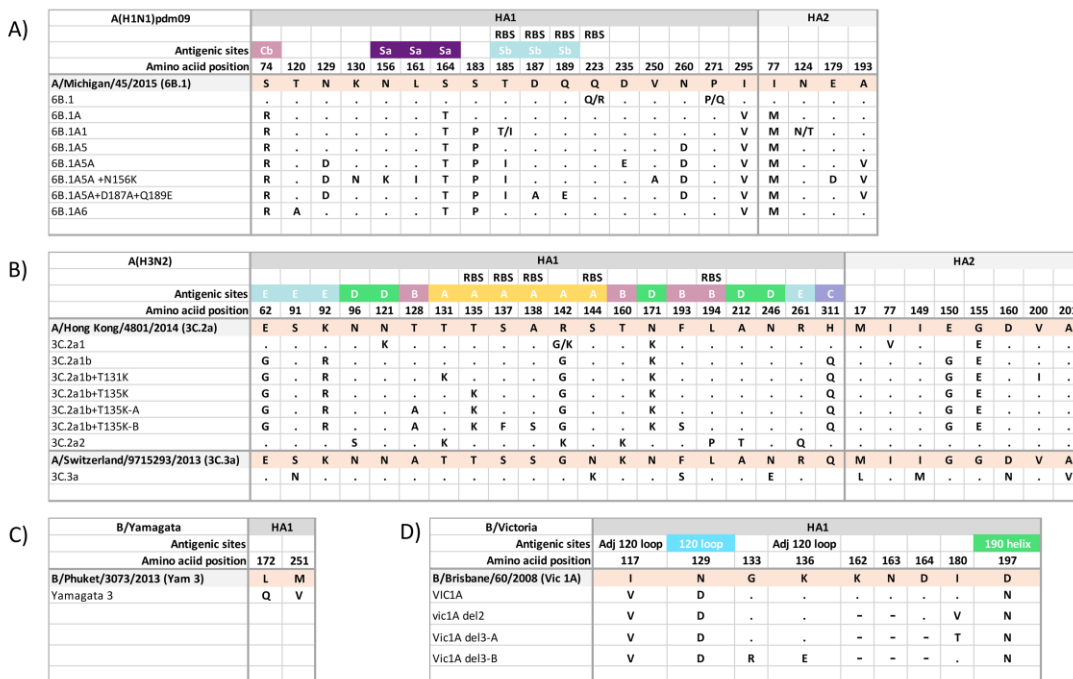 A)
A(H1N1)pdm09 HA1 HA2
RBS RBS RBS RBS
Antigenic sites Cb Sa Sa Sa Sb Sb Sb
Amino aciid position 74 120 129 130 156 161 164 183 185 187 189 223 235 250 260 271 295 77 124 179 193
A/Michigan/45/2015 (6B.1) S T N K N L S S T D Q Q D V N P I I N E A
6B.1 . . . . . . . . . . . Q/R . . . P/Q . . . . .
6B.1A R . . . . . T . . . . . . . . . V M . . .
6B.1A1 R . . . . . T P T/I . . . . . . . V M N/T . .
6B.1A5 R . . . . . T P . . . . . . D . V M . . .
6B.1A5A R . D . . . T P I . . . E . D . V M . . V
6B.1A5A +N156K R . D N K I T P I . . . . A D . V M . D V
6B.1A5A+D187A+Q189E R . D . . . T P I A E . . . D . V M . . V
6B.1A6 R A . . . . T P . . . . . . . . V M . . .
B)
A(H3N2) HA1 HA2
RBS RBS RBS RBS RBS
Antigenic sites E E E D D B A A A A A A B D B B D D E C
Amino aciid position 62 91 92 96 121 128 131 135 137 138 142 144 160 171 193 194 212 246 261 311 17 77 149 150 155 160 200 201
A/Hong Kong/4801/2014 (3C.2a) E S K N N T T T S A R S T N F L A N R H M I I E G D V A
3C.2a1 . . . . K . . . . . G/K . . K . . . . . . . V . . E . . .
3C.2a1b G . R . . . . . . . G . . K . . . . . Q . . . G E . . .
3C.2a1b+T131K G . R . . . K . . . G . . K . . . . . Q . . . G E . I .
3C.2a1b+T135K G . R . . . . K . . G . . K . . . . . Q . . . G E . . .
3C.2a1b+T135K-A G . R . . A . K . . G . . K . . . . . Q . . . G E . . .
3C.2a1b+T135K-B G . R . . A . K F S G . . K S . . . . Q . . . G E . . .
3C.2a2 . . . S . . K . . . K . K . . P T . Q . . . . . . . . .
A/Switzerland/9715293/2013 (3C.3a) E S K N N A T T S S G N K N F L A N R Q M I I G G D V A
3C.3a . N . . . . . . . . . K . . S . . E . . L . M . . N . V
C)
B/Yamagata HA1
Antigenic sites
Amino aciid position 172 251
B/Phuket/3073/2013 (Yam 3) L M
Yamagata 3 Q V
D)
B/Victoria HA1
Antigenic sites Adj 120 loop 120 loop Adj 120 loop 190 helix
Amino aciid position 117 129 133 136 162 163 164 180 197
B/Brisbane/60/2008 (Vic 1A) I N G K K N D I D
VIC1A V D . . . . . . N
vic1A del2 V D . . – – . V N
Vic1A del3-A V D . . – – – T N
Vic1A del3-B V D R E – – – . N